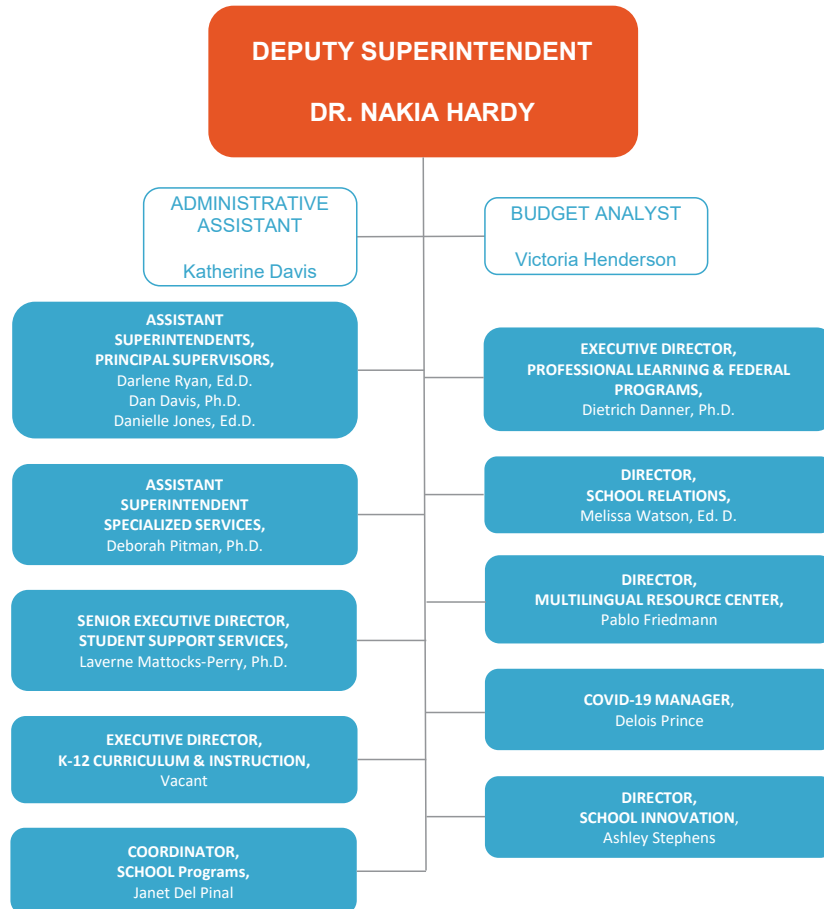 DEPUTY SUPERINTENDENT
DR. NAKIA HARDY
ADMINISTRATIVE
ASSISTANT
Katherine Davis
BUDGET ANALYST
Victoria Henderson
ASSISTANT
SUPERINTENDENTS,
PRINCIPAL SUPERVISORS,
Darlene Ryan, Ed.D.
Dan Davis, Ph.D.
Danielle Jones, Ed.D.
EXECUTIVE DIRECTOR,
PROFESSIONAL LEARNING & FEDERAL
PROGRAMS,
Dietrich Danner, Ph.D.
ASSISTANT
SUPERINTENDENT
SPECIALIZED SERVICES,
Deborah Pitman, Ph.D.
DIRECTOR,
SCHOOL RELATIONS,
Melissa Watson, Ed. D.
SENIOR EXECUTIVE DIRECTOR,
STUDENT SUPPORT SERVICES,
Laverne Mattocks-Perry, Ph.D.
DIRECTOR,
MULTILINGUAL RESOURCE CENTER,
Pablo Friedmann
EXECUTIVE DIRECTOR,
K-12 CURRICULUM & INSTRUCTION,
Vacant
COVID-19 MANAGER,
Delois Prince
COORDINATOR,
SCHOOL Programs,
Janet Del Pinal
DIRECTOR,
SCHOOL INNOVATION,
Ashley Stephens